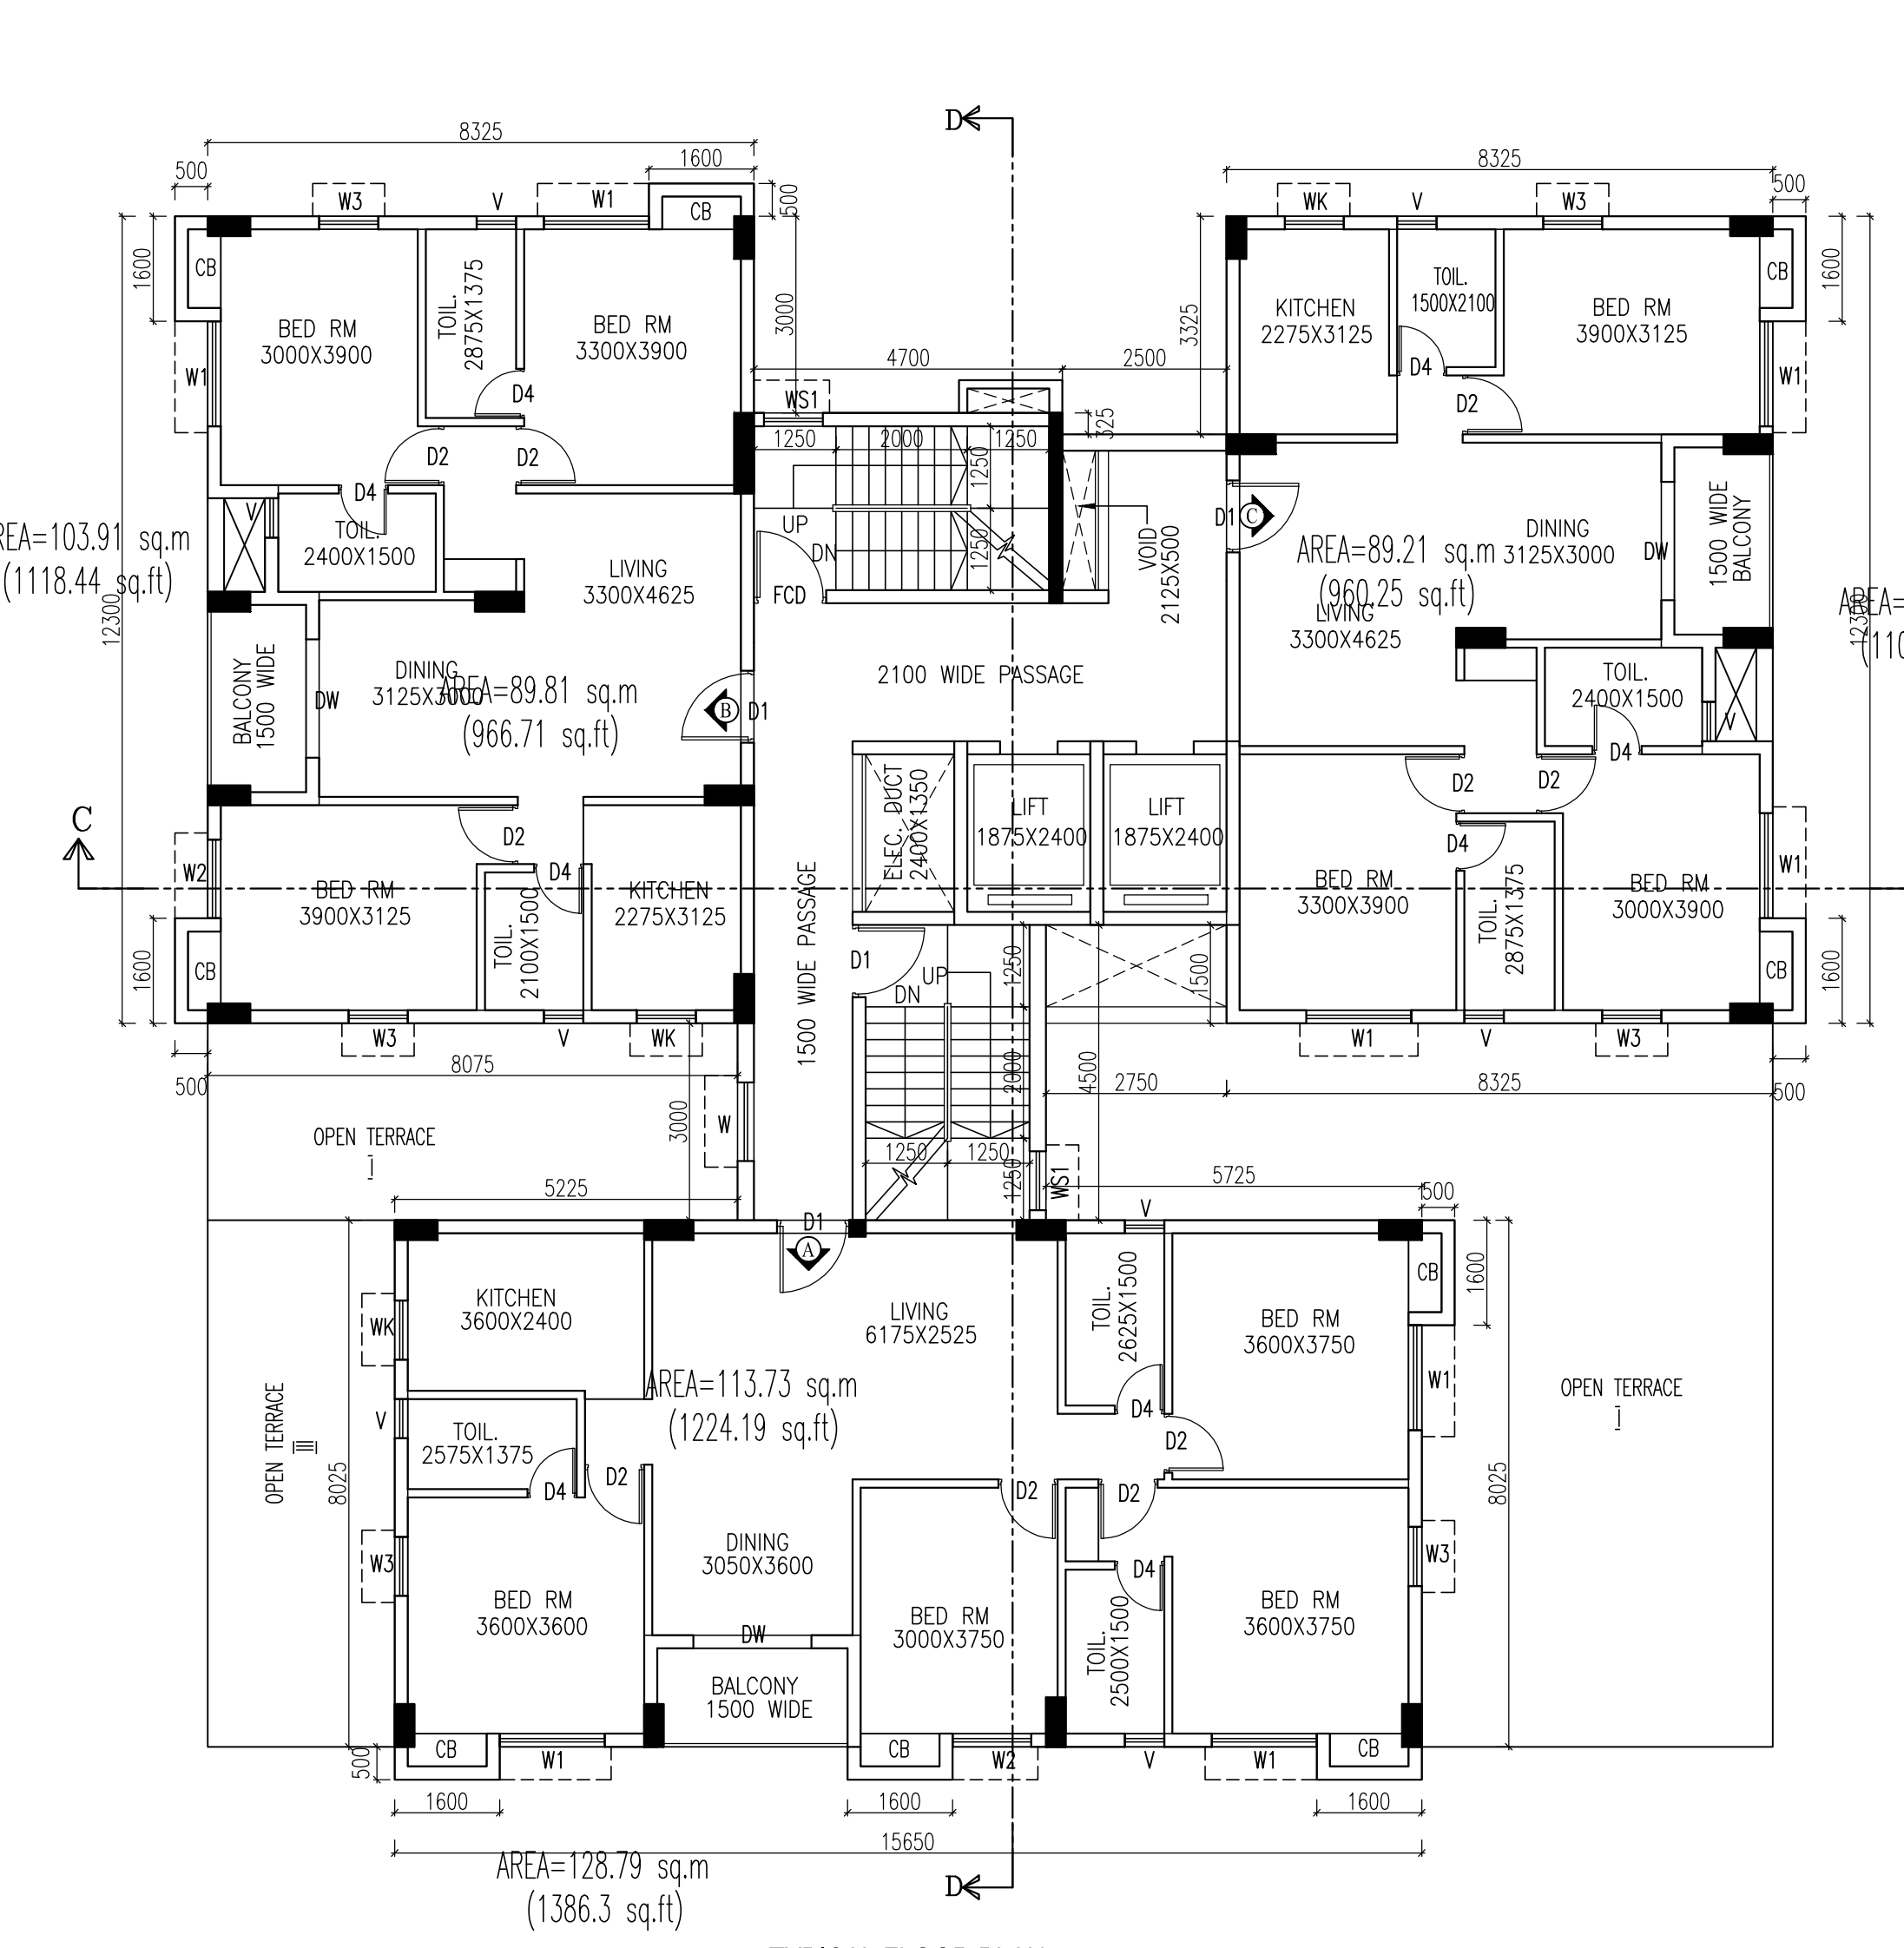 D
8325
1600
500
500
W3
V
W1
CB
CB
1600
BED RM
3000X3900
TOIL.
2875X1375
BED RM
3300X3900
3000
W1
D4
D2
D2
D4
V
TOIL.
2400X1500
LIVING
3300X4625
AREA=103.91 sq.m
(1118.44 sq.ft)
12300
BALCONY
1500 WIDE
DW
DINING
3125X3000
AREA=89.81 sq.m
(966.71 sq.ft)
B
D1
C
W2
D2
D4
BED RM
3900X3125
TOIL.
2100X1500
KITCHEN
2275X3125
1600
CB
W3
V
WK
500
8075
3000
W
OPEN TERRACE
I
4700
2500
WS1
325
1250
2000
1250
1250
1250
UP
DN
FCD
VOID
2125X500
2100 WIDE PASSAGE
ELEC. DUCT
2400X1350
LIFT
1875X2400
LIFT
1875X2400
1500 WIDE PASSAGE
D1
UP
DN
1250
2000
1250
1250
1250
WS1
4500
1500
2750
8325
500
8325
500
WK
V
W3
CB
1600
3325
KITCHEN
2275X3125
TOIL.
1500X2100
BED RM
3900X3125
W1
D4
D2
D1
C
AREA=89.21 sq.m
(960.25 sq.ft)
LIVING
3300X4625
DINING
3125X3000
DW
1500 WIDE
BALCONY
AREA=
(110
12300
TOIL.
2400X1500
V
D4
D2
D2
D4
BED RM
3300X3900
TOIL.
2875X1375
BED RM
3000X3900
W1
CB
1600
W1
V
W3
5225
5725
500
V
D1
A
KITCHEN
3600X2400
WK
LIVING
6175X2525
TOIL.
2625X1500
BED RM
3600X3750
CB
1600
W1
AREA=113.73 sq.m
(1224.19 sq.ft)
OPEN TERRACE
III
8025
V
TOIL.
2575X1375
D4
D2
D4
D2
D2
D2
OPEN TERRACE
I
8025
W3
W3
DINING
3050X3600
D4
BED RM
3600X3600
DW
BED RM
3000X3750
TOIL.
2500X1500
BED RM
3600X3750
BALCONY
1500 WIDE
500
CB
W1
CB
W2
V
W1
CB
1600
1600
1600
15650
AREA=128.79 sq.m
(1386.3 sq.ft)
D